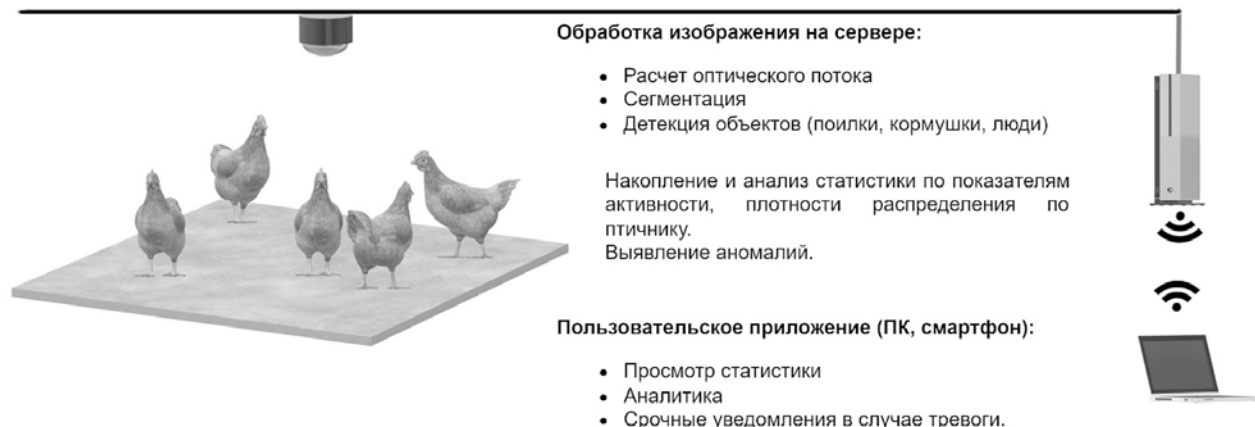 Обработка изображения на сервере:
• Расчет оптического потока
• Сегментация
• Детекция объектов (поилки, кормушки, люди)
Накопление и анализ статистики по показателям
активности, плотности распределения по
птичнику.
Выявление аномалий.
Пользовательское приложение (ПК, смартфон):
• Просмотр статистики
• Аналитика
• Срочные уведомления в случае тревоги.